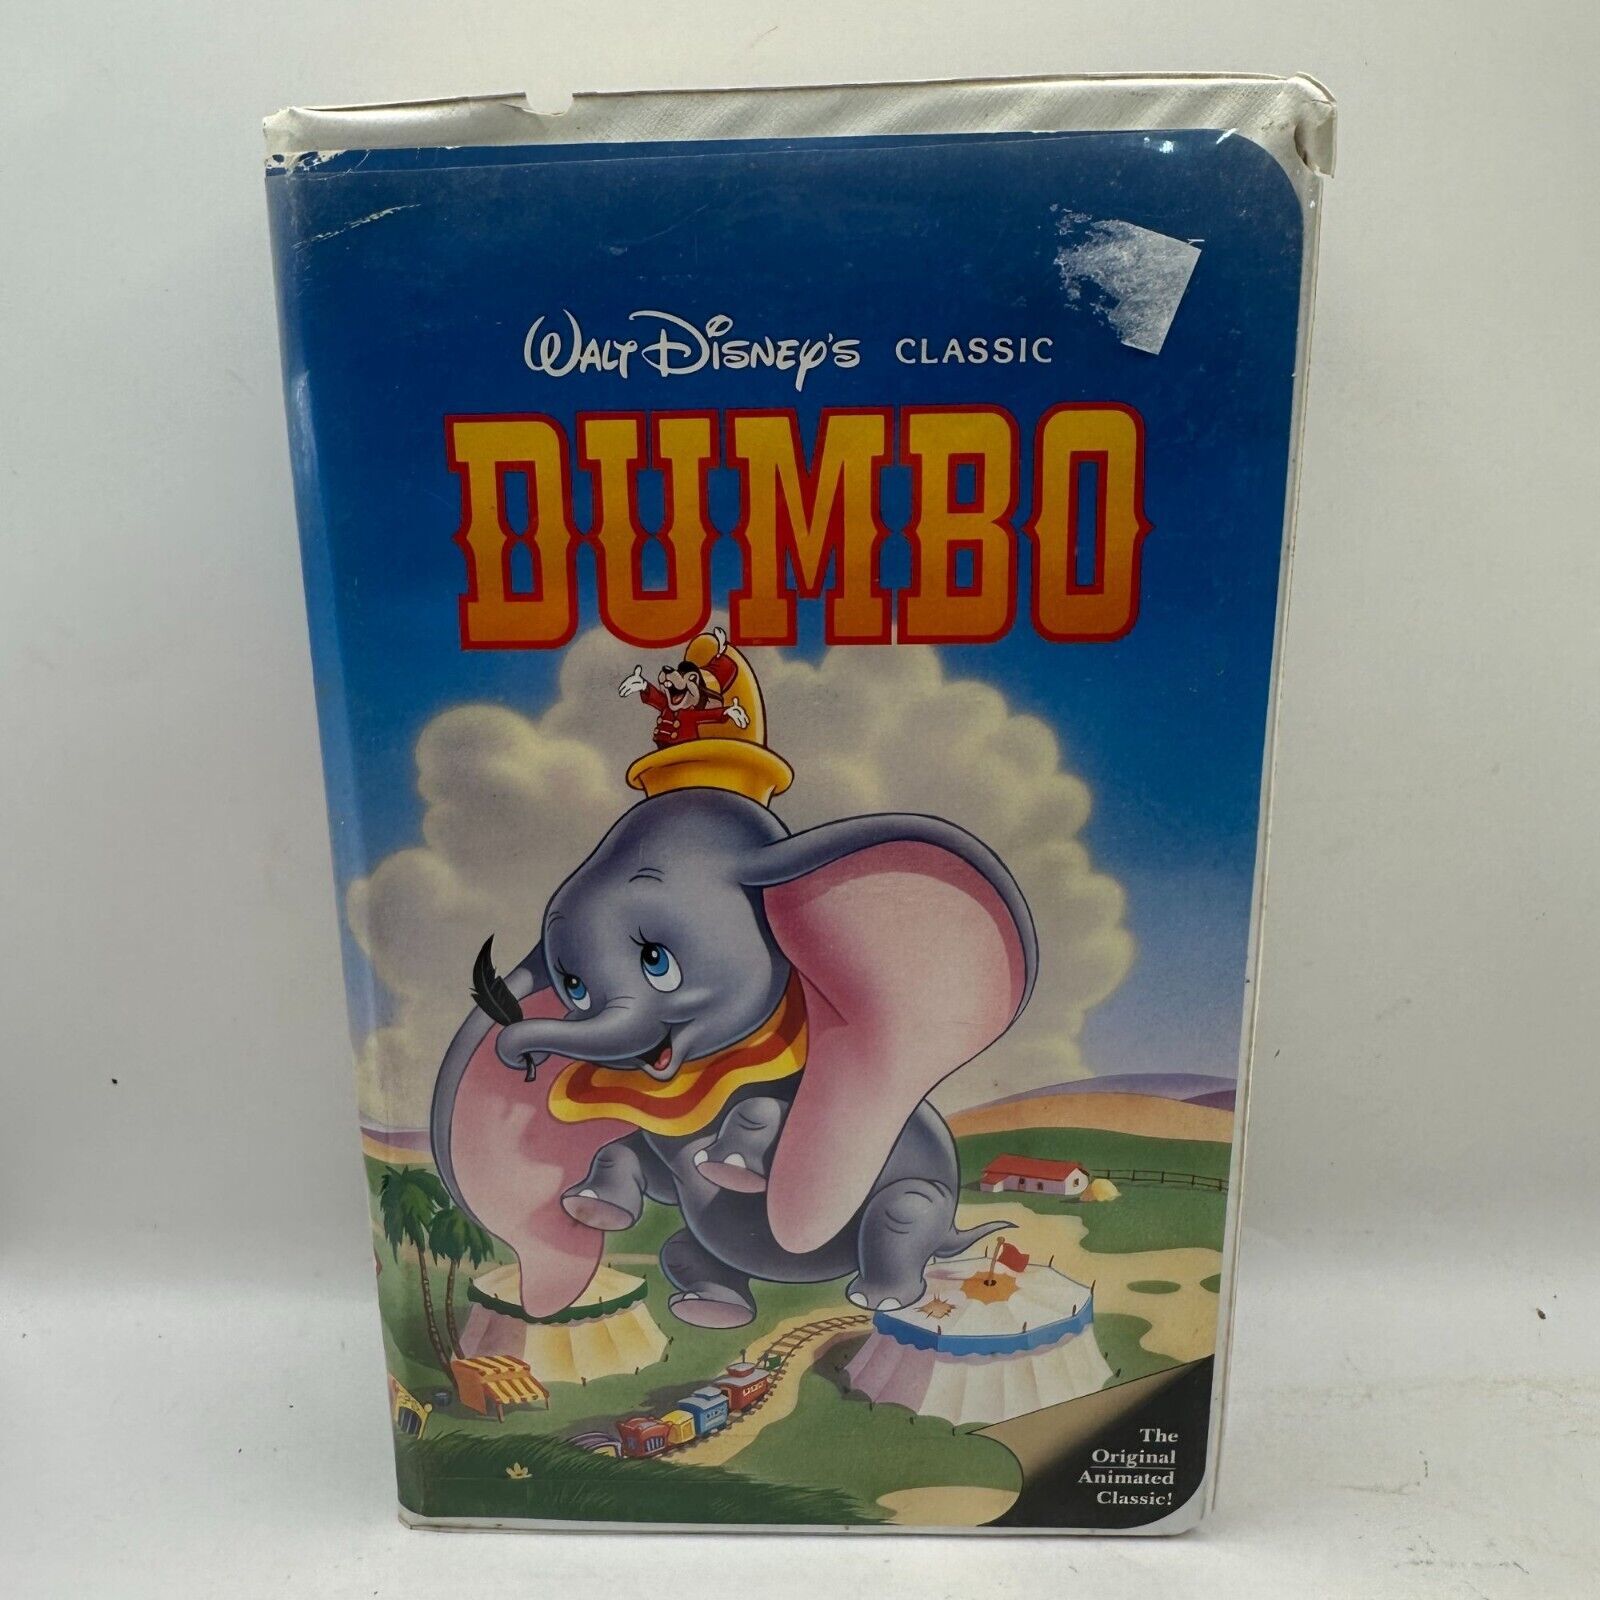 WALT DISNEY'S CLASSIC
DUMBO
The
Original
Animated
Classic!